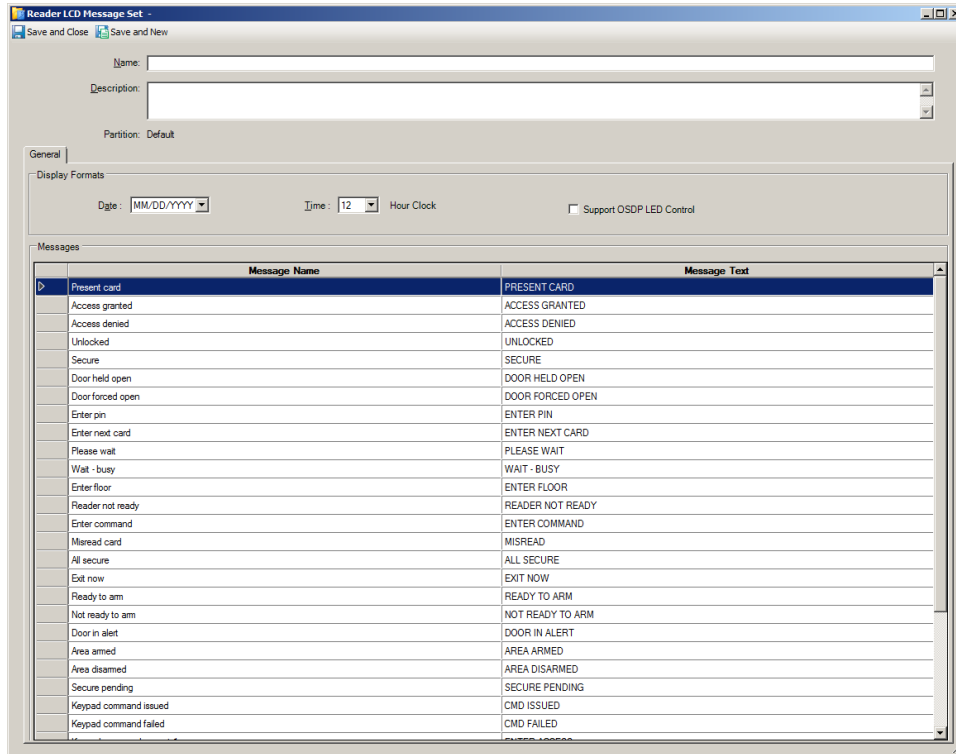 Reader LCD Message Set -
Save and Close Save and New
Name:
Description:
Partition: Default
General
Display Formats
Date : MM/DD/YYYY Time : 12 Hour Clock Support OSDP LED Control
Messages
Message Name Message Text
Present card PRESENT CARD
Access granted ACCESS GRANTED
Access denied ACCESS DENIED
Unlocked UNLOCKED
Secure SECURE
Door held open DOOR HELD OPEN
Door forced open DOOR FORCED OPEN
Enter pin ENTER PIN
Enter next card ENTER NEXT CARD
Please wait PLEASE WAIT
Wait - busy WAIT - BUSY
Enter floor ENTER FLOOR
Reader not ready READER NOT READY
Enter command ENTER COMMAND
Misread card MISREAD
All secure ALL SECURE
Exit now EXIT NOW
Ready to arm READY TO ARM
Not ready to arm NOT READY TO ARM
Door in alert DOOR IN ALERT
Area armed AREA ARMED
Area disarmed AREA DISARMED
Secure pending SECURE PENDING
Keypad command issued CMD ISSUED
Keypad command failed CMD FAILED